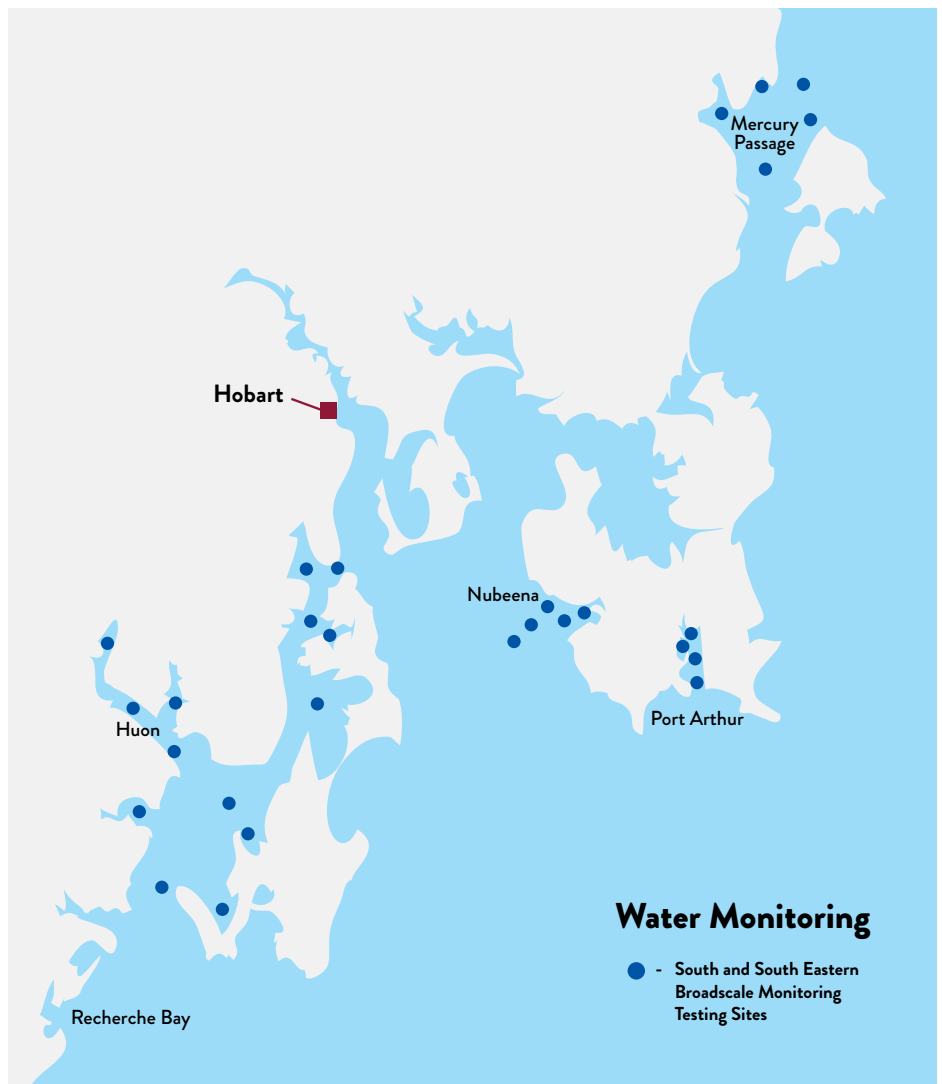 Mercury
Passage
Hobart
Nubeena
Port Arthur
Huon
Water Monitoring
- South and South Eastern
Broadscale Monitoring
Testing Sites
Recherche Bay